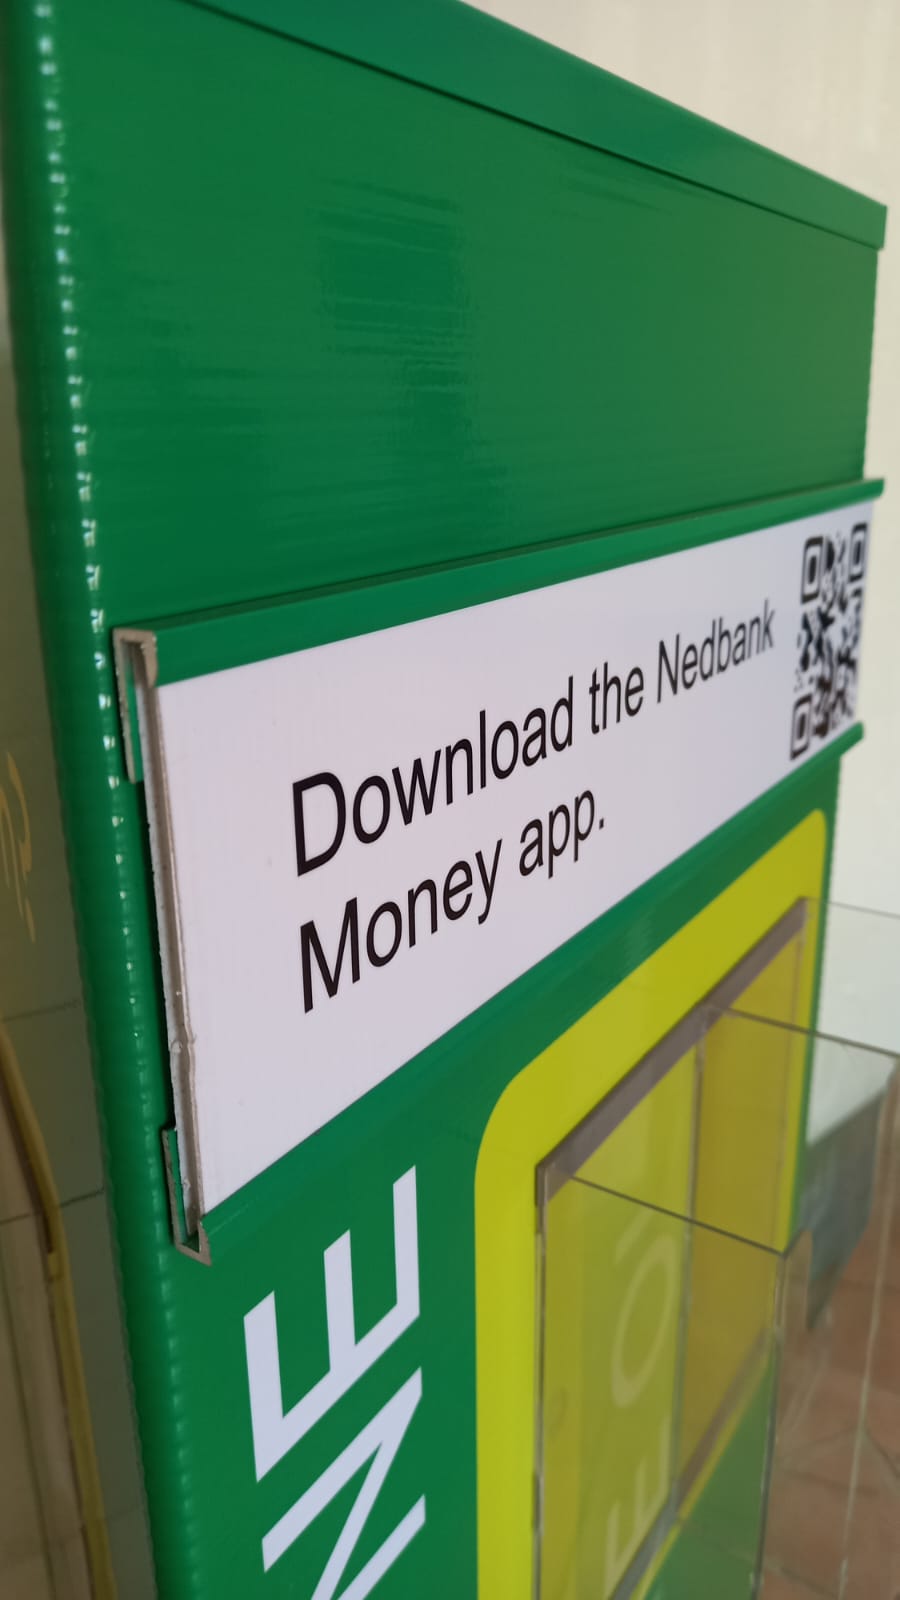 Download the Nedbank
Money app.